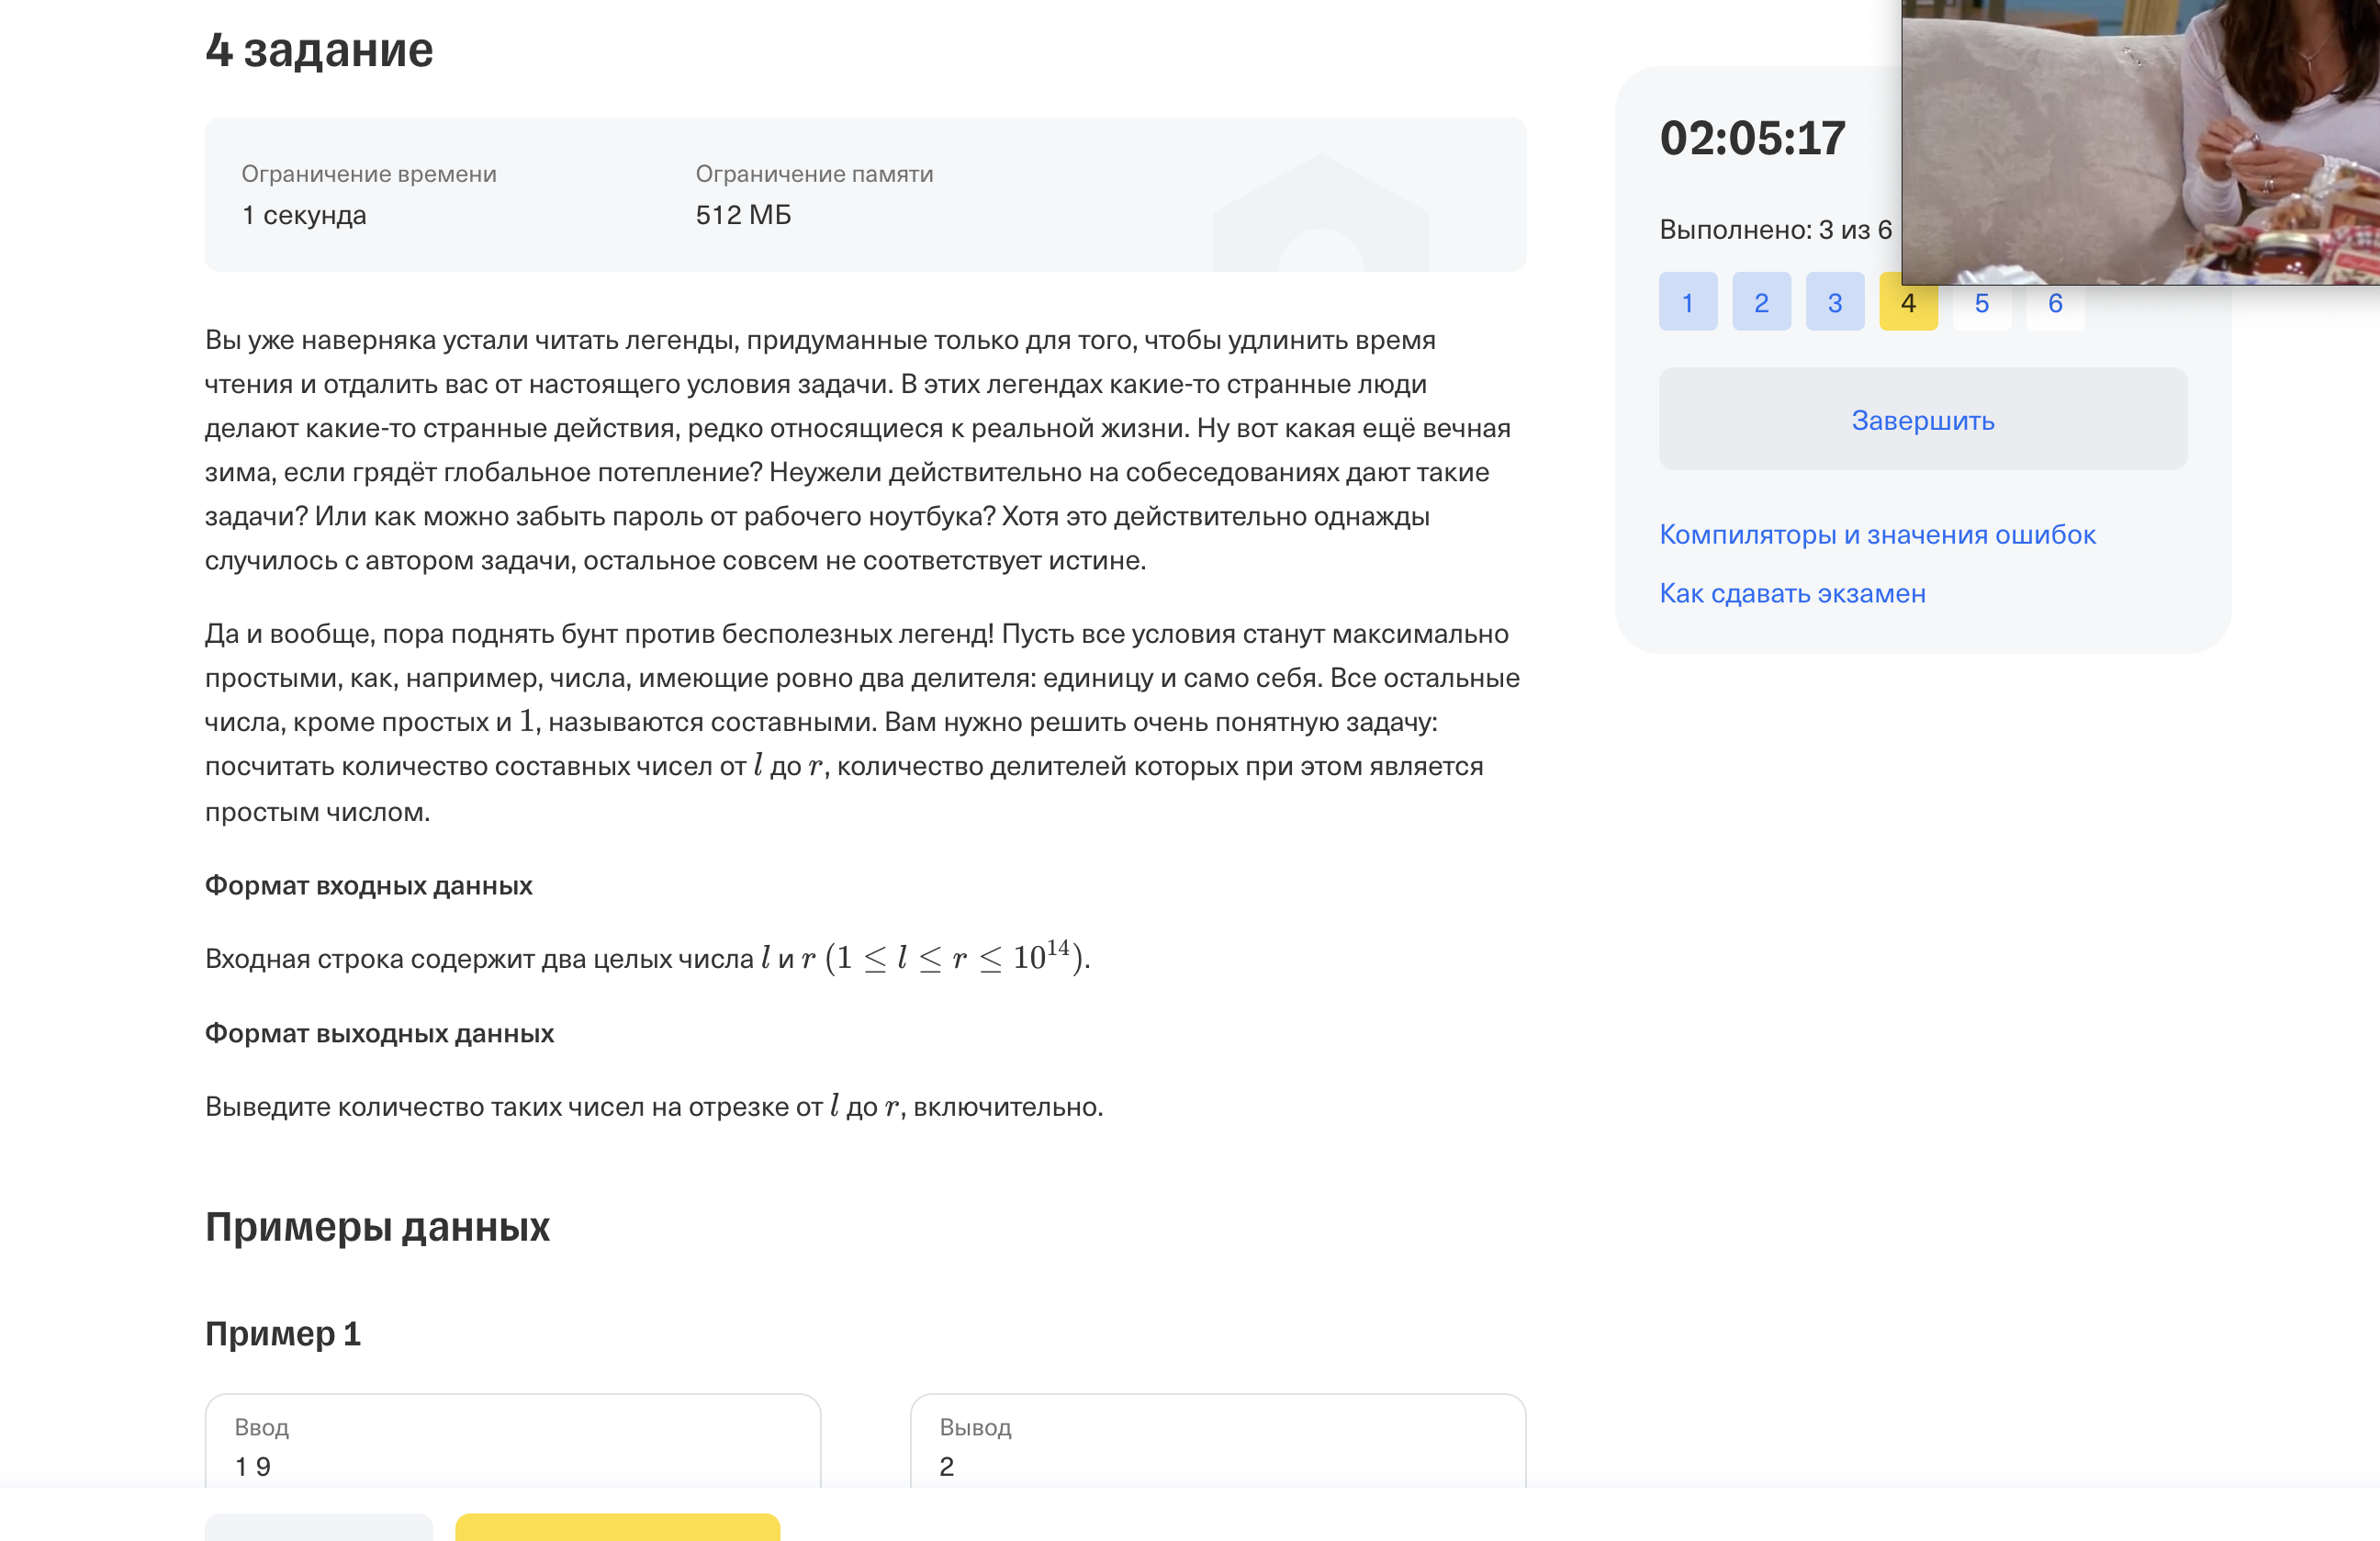 4 задание
Ограничение времени
1 секунда
Ограничение памяти
512 МБ
Вы уже наверняка устали читать легенды, придуманные только для того, чтобы удлинить время
чтения и отдалить вас от настоящего условия задачи. В этих легендах какие-то странные люди
делают какие-то странные действия, редко относящиеся к реальной жизни. Ну вот какая ещё вечная
зима, если грядёт глобальное потепление? Неужели действительно на собеседованиях дают такие
задачи? Или как можно забыть пароль от рабочего ноутбука? Хотя это действительно однажды
случилось с автором задачи, остальное совсем не соответствует истине.
Да и вообще, пора поднять бунт против бесполезных легенд! Пусть все условия станут максимально
простыми, как, например, числа, имеющие ровно два делителя: единицу и само себя. Все остальные
числа, кроме простых и 1, называются составными. Вам нужно решить очень понятную задачу:
посчитать количество составных чисел от l до r, количество делителей которых при этом является
простым числом.
Формат входных данных
Входная строка содержит два целых числа l и r (1 ≤ l ≤ r ≤ 10^14).
Формат выходных данных
Выведите количество таких чисел на отрезке от l до r, включительно.
Примеры данных
Пример 1
Ввод
1 9
Вывод
2
02:05:17
Выполнено: 3 из 6
1 2 3 4 5 6
Завершить
Компиляторы и значения ошибок
Как сдавать экзамен